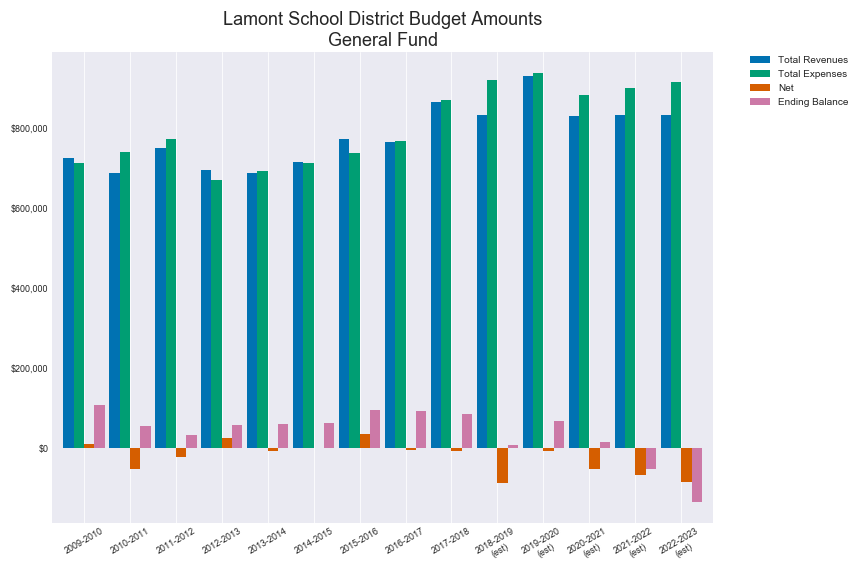 Lamont School District Budget Amounts
General Fund
Total Revenues
Total Expenses
Net
Ending Balance
$800,000
$600,000
$400,000
$200,000
$0
2009-2010
2010-2011
2011-2012
2012-2013
2013-2014
2014-2015
2015-2016
2016-2017
2017-2018
2018-2019
(est)
2019-2020
(est)
2020-2021
(est)
2021-2022
(est)
2022-2023
(est)